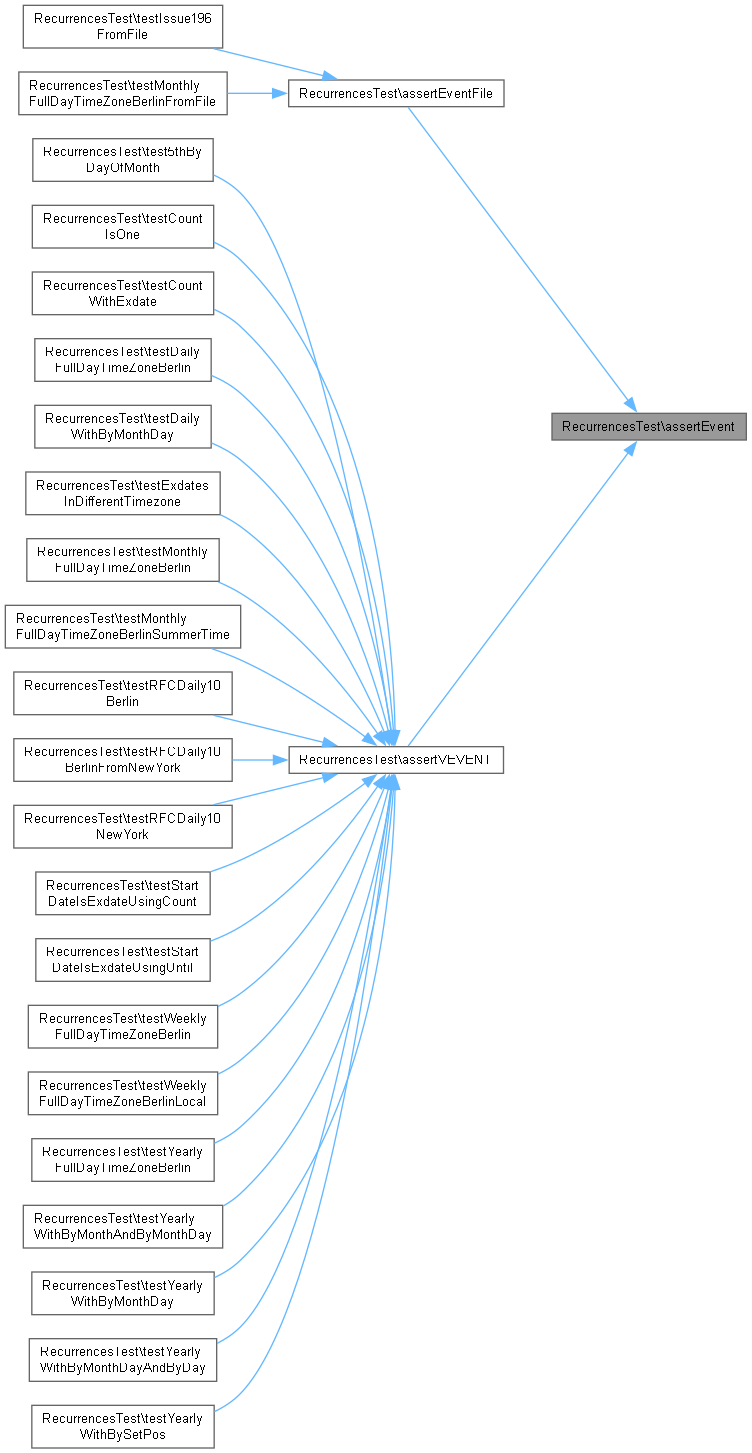 RecurrencesTest\testIssue196
FromFile
RecurrencesTest\testMonthly
FullDayTimeZoneBerlinFromFile
RecurrencesTest\assertEventFile
RecurrencesTest\test5thBy
DayOfMonth
RecurrencesTest\testCount
IsOne
RecurrencesTest\testCount
WithExdate
RecurrencesTest\testDaily
FullDayTimeZoneBerlin
RecurrencesTest\testDaily
WithByMonthDay
RecurrencesTest\assertEvent
RecurrencesTest\testExdates
InDifferentTimezone
RecurrencesTest\testMonthly
FullDayTimeZoneBerlin
RecurrencesTest\testMonthly
FullDayTimeZoneBerlinSummerTime
RecurrencesTest\testRFCDaily10
Berlin
RecurrencesTest\testRFCDaily10
BerlinFromNewYork
RecurrencesTest\assertVEVENT
RecurrencesTest\testRFCDaily10
NewYork
RecurrencesTest\testStart
DateIsExdateUsingCount
RecurrencesTest\testStart
DateIsExdateUsingUntil
RecurrencesTest\testWeekly
FullDayTimeZoneBerlin
RecurrencesTest\testWeekly
FullDayTimeZoneBerlinLocal
RecurrencesTest\testYearly
FullDayTimeZoneBerlin
RecurrencesTest\testYearly
WithByMonthAndByMonthDay
RecurrencesTest\testYearly
WithByMonthDay
RecurrencesTest\testYearly
WithByMonthDayAndByDay
RecurrencesTest\testYearly
WithBySetPos